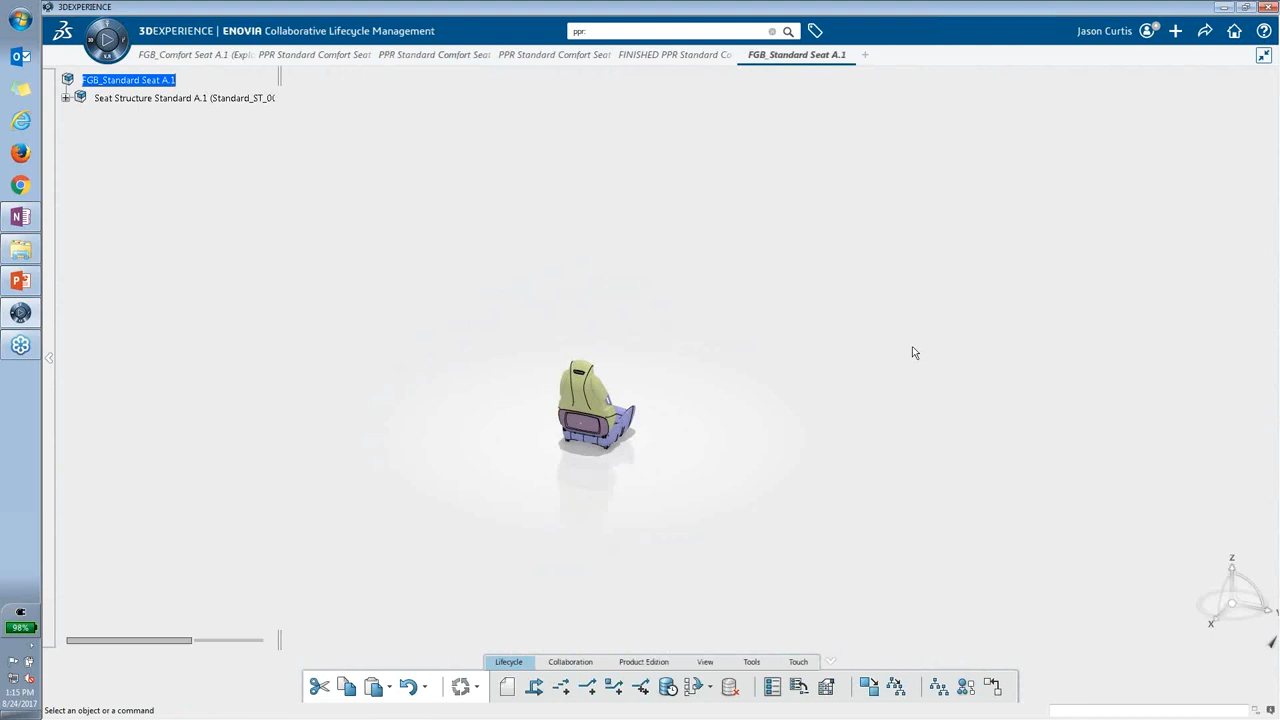 3DEXPERIENCE
3DEXPERIENCE | ENOVIA Collaborative Lifecycle Management
ppr:
Jason Curtis
FGB_Comfort Seat A.1 (Expl
PPR Standard Comfort Seat
PPR Standard Comfort Seat
PPR Standard Comfort Seat
FINISHED PPR Standard Co
FGB_Standard Seat A.1
FGB_Standard Seat A.1
Seat Structure Standard A.1 (Standard_ST_0
Z
X
Y
98%
1:15 PM
8/24/2017
Lifecycle
Collaboration
Product Edition
View
Tools
Touch
Select an object or a command